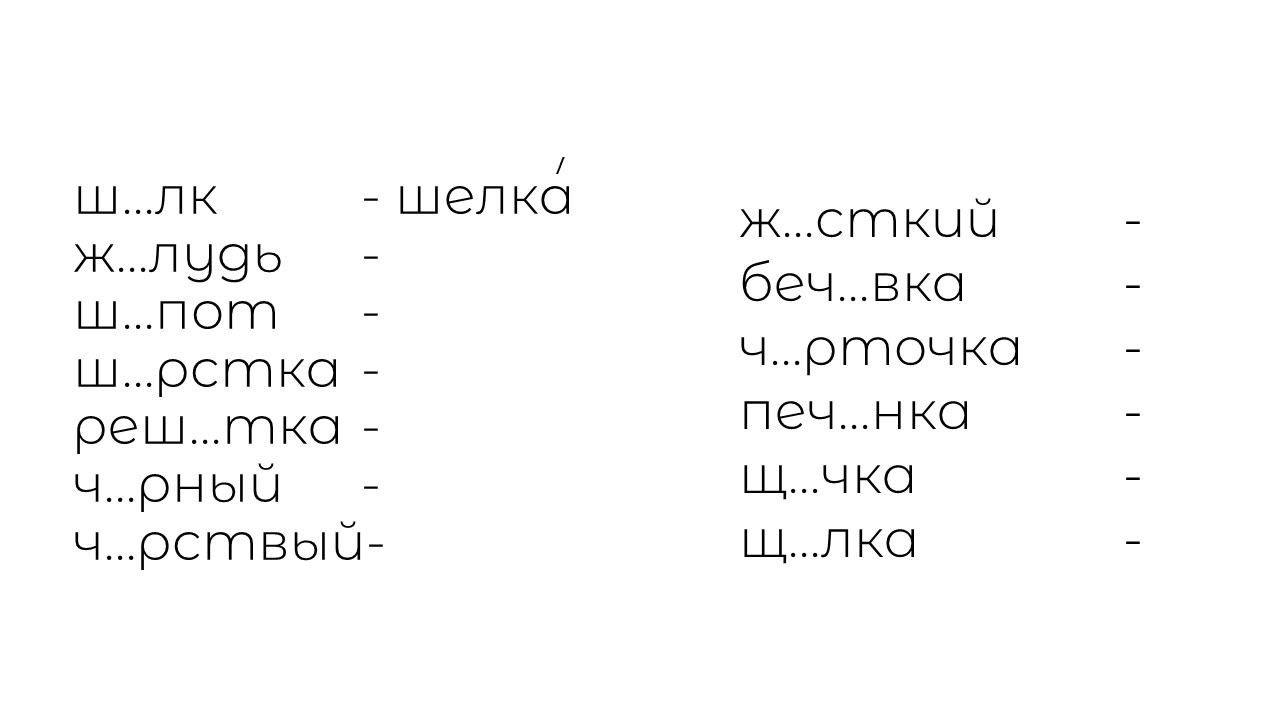 ш...лк - шелка́
ж...лудь -
ш...пот -
ш...рстка -
реш...тка -
ч...рный -
ч...рствый-
ж...сткий -
беч...вка -
ч...рточка -
печ...нка -
щ...чка -
щ...лка -